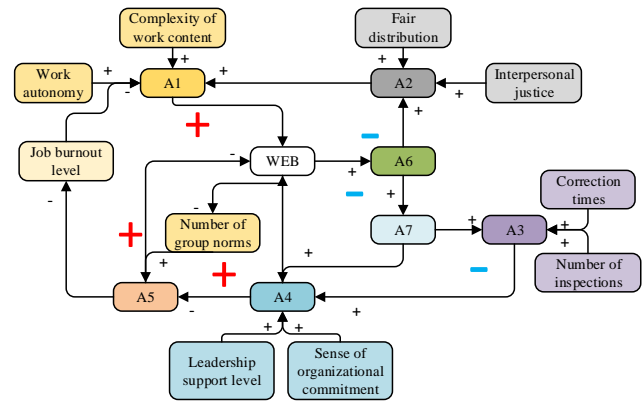 Complexity of
work content
Fair
distribution
Work
autonomy
+
-
+
A1
+
+
A2
+
+
Interpersonal
justice
+
-
+
Job burnout
level
-
WEB
+
-
A6
+
Correction
times
-
-
Number of
group norms
+
+
A7
+
A3
+
+
+
+
-
Number of
inspections
A5
-
A4
+
+
+
Leadership
support level
Sense of
organizational
commitment